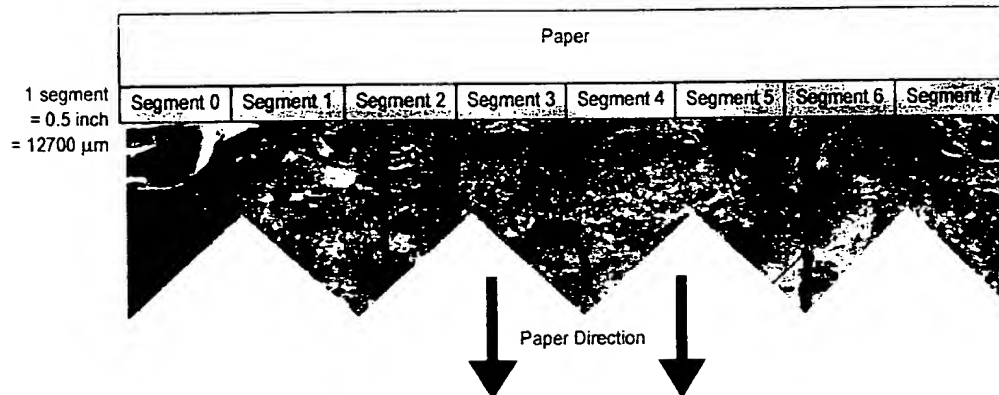 Paper
1 segment
= 0.5 inch
= 12700 μm
Segment 0 Segment 1 Segment 2 Segment 3 Segment 4 Segment 5 Segment 6 Segment 7
Paper Direction